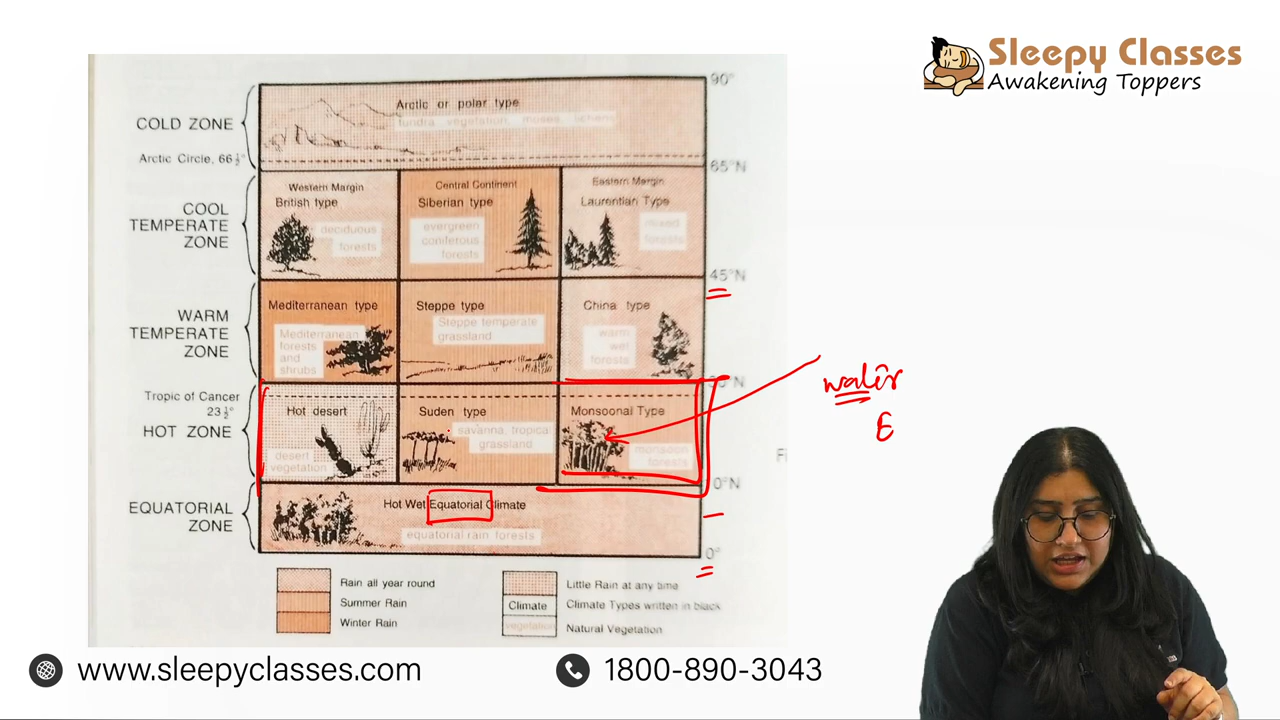 Sleepy Classes
Awakening Toppers
90°
COLD ZONE
Arctic or polar type
tundra vegetation, mosses, lichens
Arctic Circle, 66½°
65°N
COOL
TEMPERATE
ZONE
Western Margin
British type
deciduous
forests
Central Continent
Siberian type
evergreen
coniferous
forests
Eastern Margin
Laurentian Type
mixed
forests
45°N
WARM
TEMPERATE
ZONE
Mediterranean type
Mediterranean
forests
and
shrubs
Steppe type
Steppe temperate
grassland
China type
warm
wet
forests
Tropic of Cancer
23½°
HOT ZONE
Hot desert
desert
vegetation
Suden type
savanna, tropical
grassland
Monsoonal Type
monsoon
forests
EQUATORIAL
ZONE
Hot Wet Equatorial Climate
equatorial rain forests
0°N
0°
Rain all year round
Summer Rain
Winter Rain
Little Rain at any time
Climate
Climate Types written in black
vegetation
Natural Vegetation
www.sleepyclasses.com
1800-890-3043